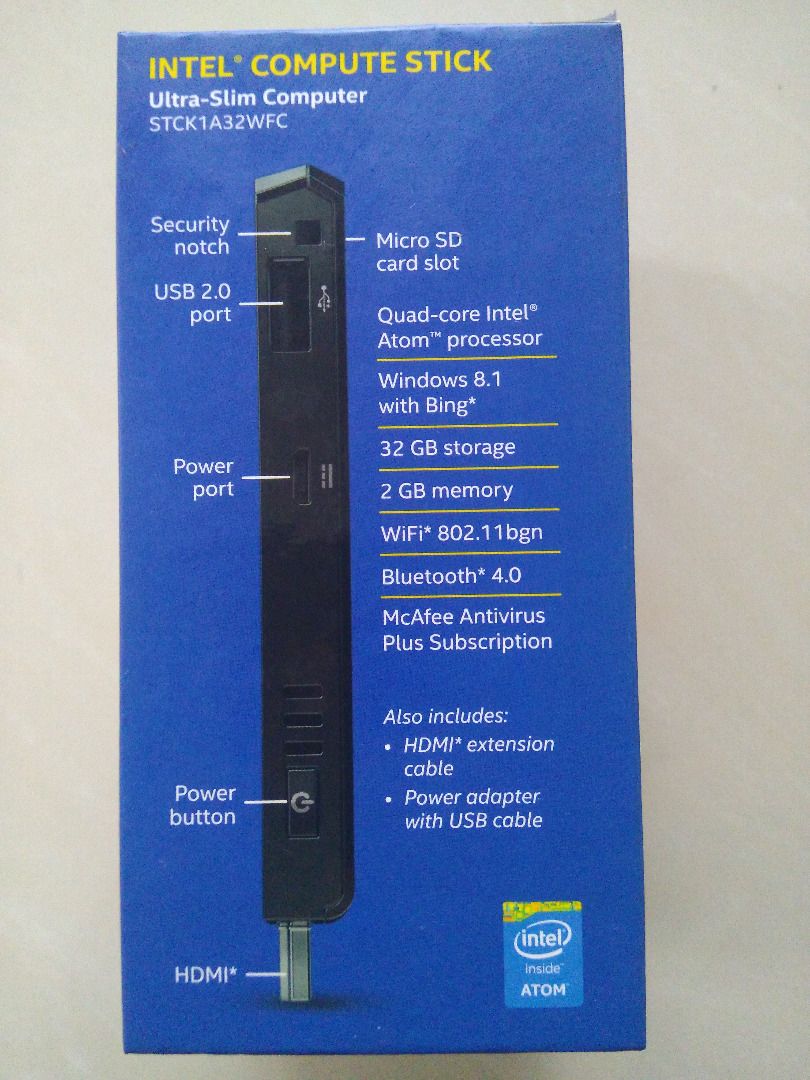 INTEL® COMPUTE STICK
Ultra-Slim Computer
STCK1A32WFC
Security
notch
USB 2.0
port
Power
port
Power
button
HDMI*
Micro SD
card slot
Quad-core Intel®
Atom™ processor
Windows 8.1
with Bing*
32 GB storage
2 GB memory
WiFi* 802.11bgn
Bluetooth* 4.0
McAfee Antivirus
Plus Subscription
Also includes:
• HDMI* extension
cable
• Power adapter
with USB cable
intel
inside™
ATOM™